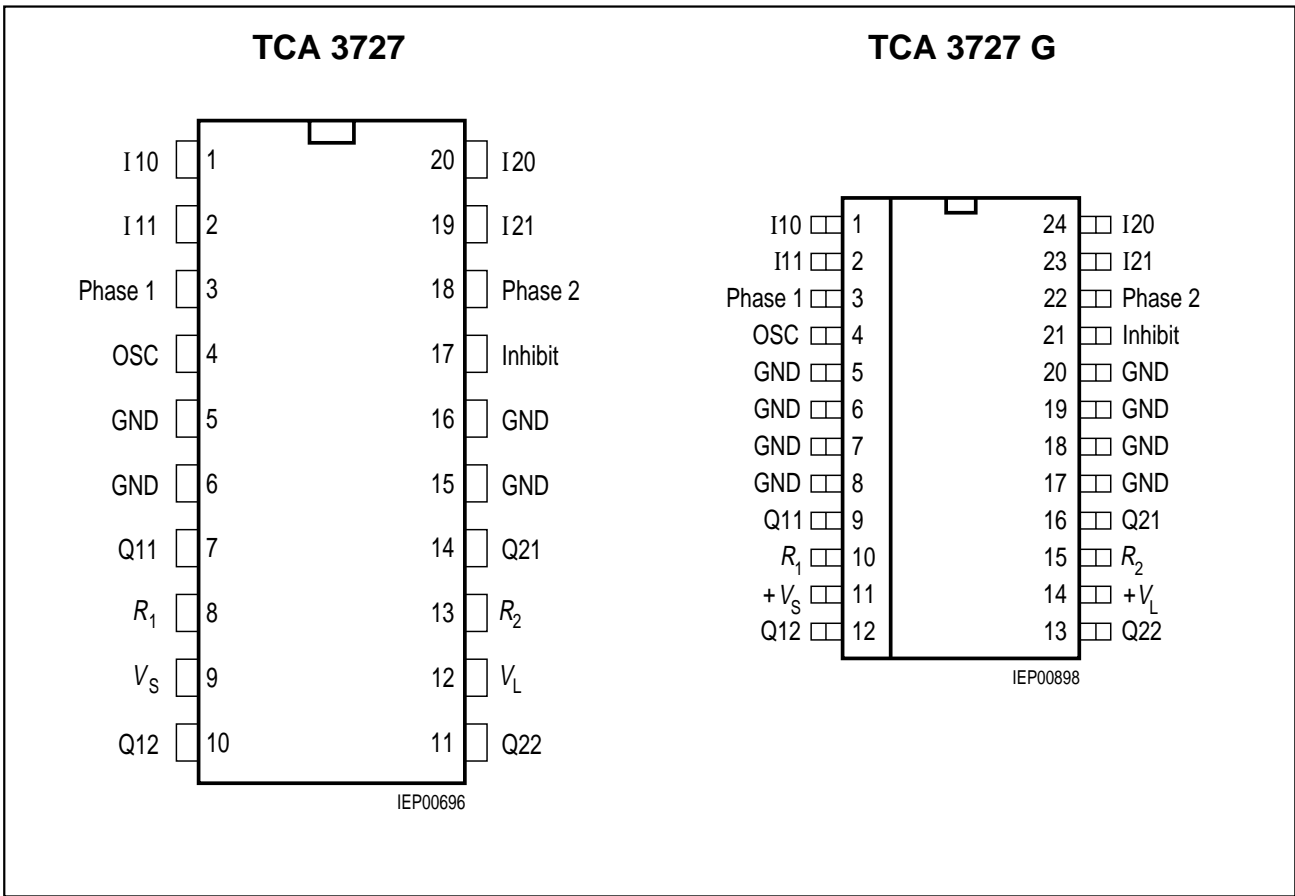 TCA 3727
I10 1 20 I20
I11 2 19 I21
Phase 1 3 18 Phase 2
OSC 4 17 Inhibit
GND 5 16 GND
GND 6 15 GND
Q11 7 14 Q21
R1 8 13 R2
VS 9 12 VL
Q12 10 11 Q22
IEP00696
TCA 3727 G
I10 1 24 I20
I11 2 23 I21
Phase 1 3 22 Phase 2
OSC 4 21 Inhibit
GND 5 20 GND
GND 6 19 GND
GND 7 18 GND
GND 8 17 GND
Q11 9 16 Q21
R1 10 15 R2
+VS 11 14 +VL
Q12 12 13 Q22
IEP00898